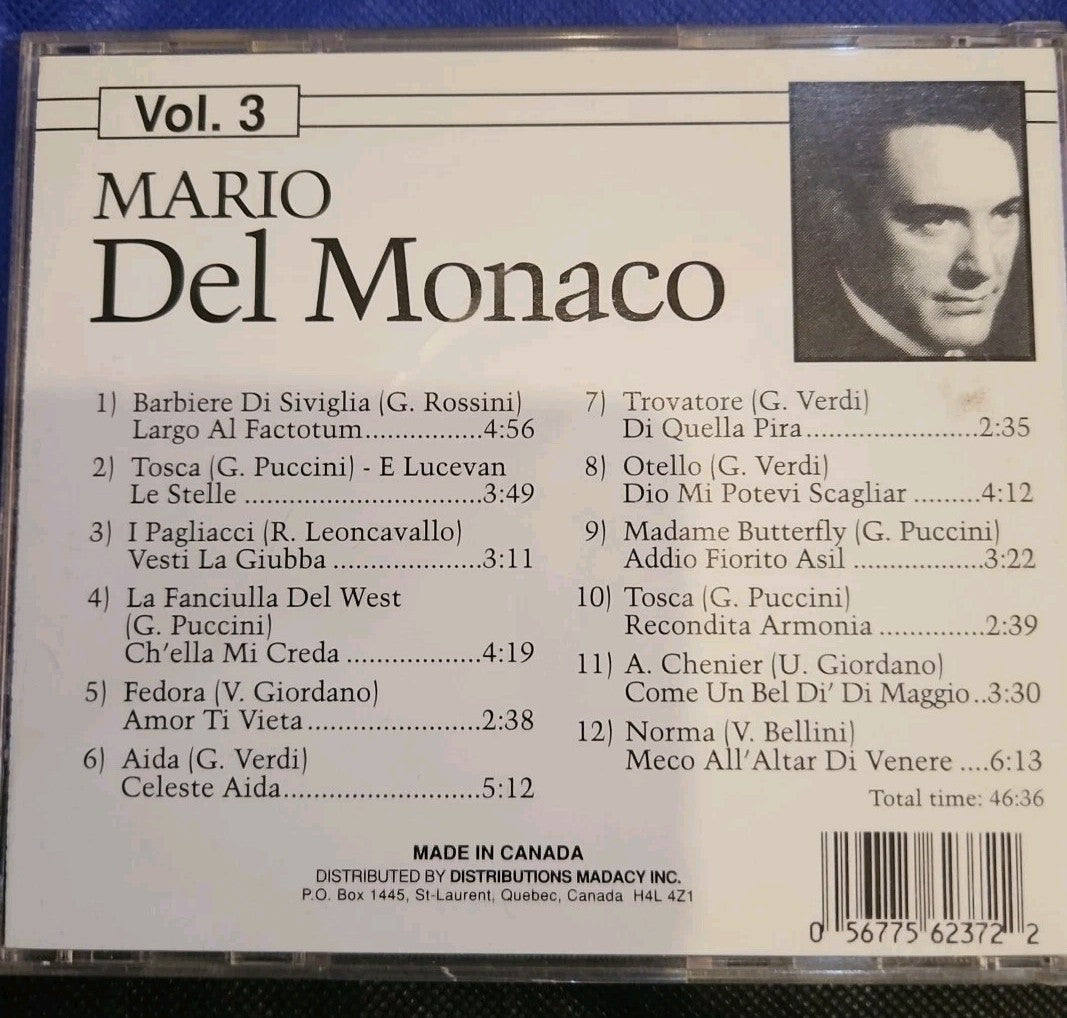 Vol. 3
MARIO
Del Monaco
1) Barbiere Di Siviglia (G. Rossini)
Largo Al Factotum................4:56
2) Tosca (G. Puccini) - E Lucevan
Le Stelle ................................3:49
3) I Pagliacci (R. Leoncavallo)
Vesti La Giubba ....................3:11
4) La Fanciulla Del West
(G. Puccini)
Ch'ella Mi Creda ..................4:19
5) Fedora (V. Giordano)
Amor Ti Vieta.......................2:38
6) Aida (G. Verdi)
Celeste Aida..........................5:12
7) Trovatore (G. Verdi)
Di Quella Pira.......................2:35
8) Otello (G. Verdi)
Dio Mi Potevi Scagliar .........4:12
9) Madame Butterfly (G. Puccini)
Addio Fiorito Asil .................3:22
10) Tosca (G. Puccini)
Recondita Armonia ..............2:39
11) A. Chenier (U. Giordano)
Come Un Bel Di' Di Maggio..3:30
12) Norma (V. Bellini)
Meco All'Altar Di Venere ....6:13
Total time: 46:36
MADE IN CANADA
DISTRIBUTED BY DISTRIBUTIONS MADACY INC.
P.O. Box 1445, St-Laurent, Quebec, Canada H4L 4Z1
0 56775 62372 2